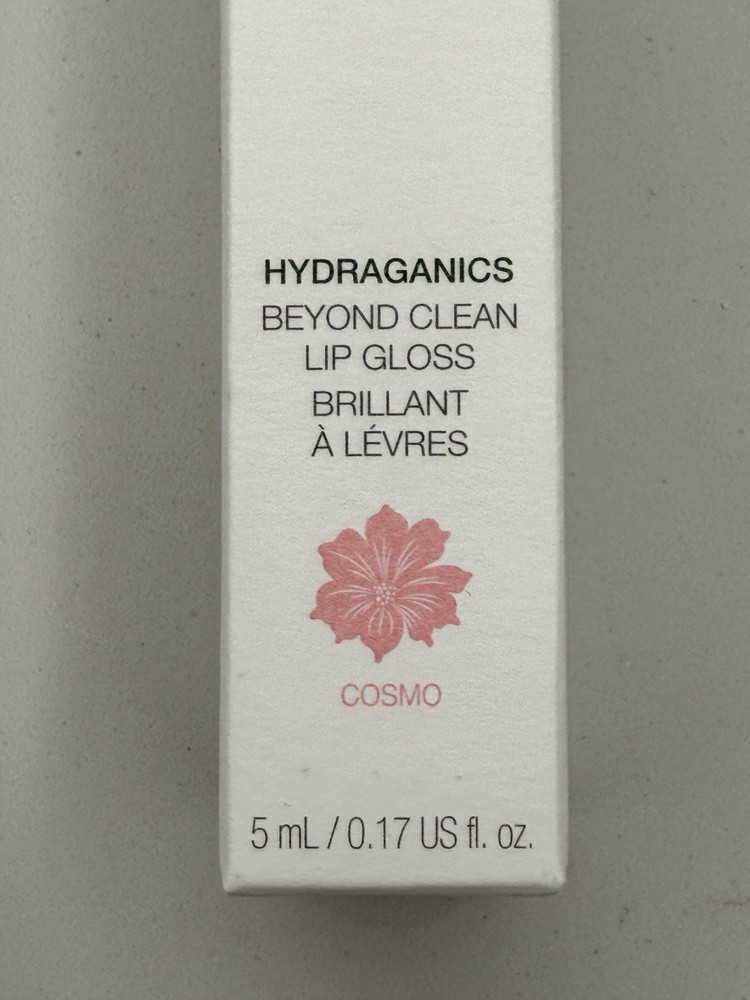 HYDRAGANICS
BEYOND CLEAN
LIP GLOSS
BRILLANT
À LÉVRES
COSMO
5 mL / 0.17 US fl. oz.